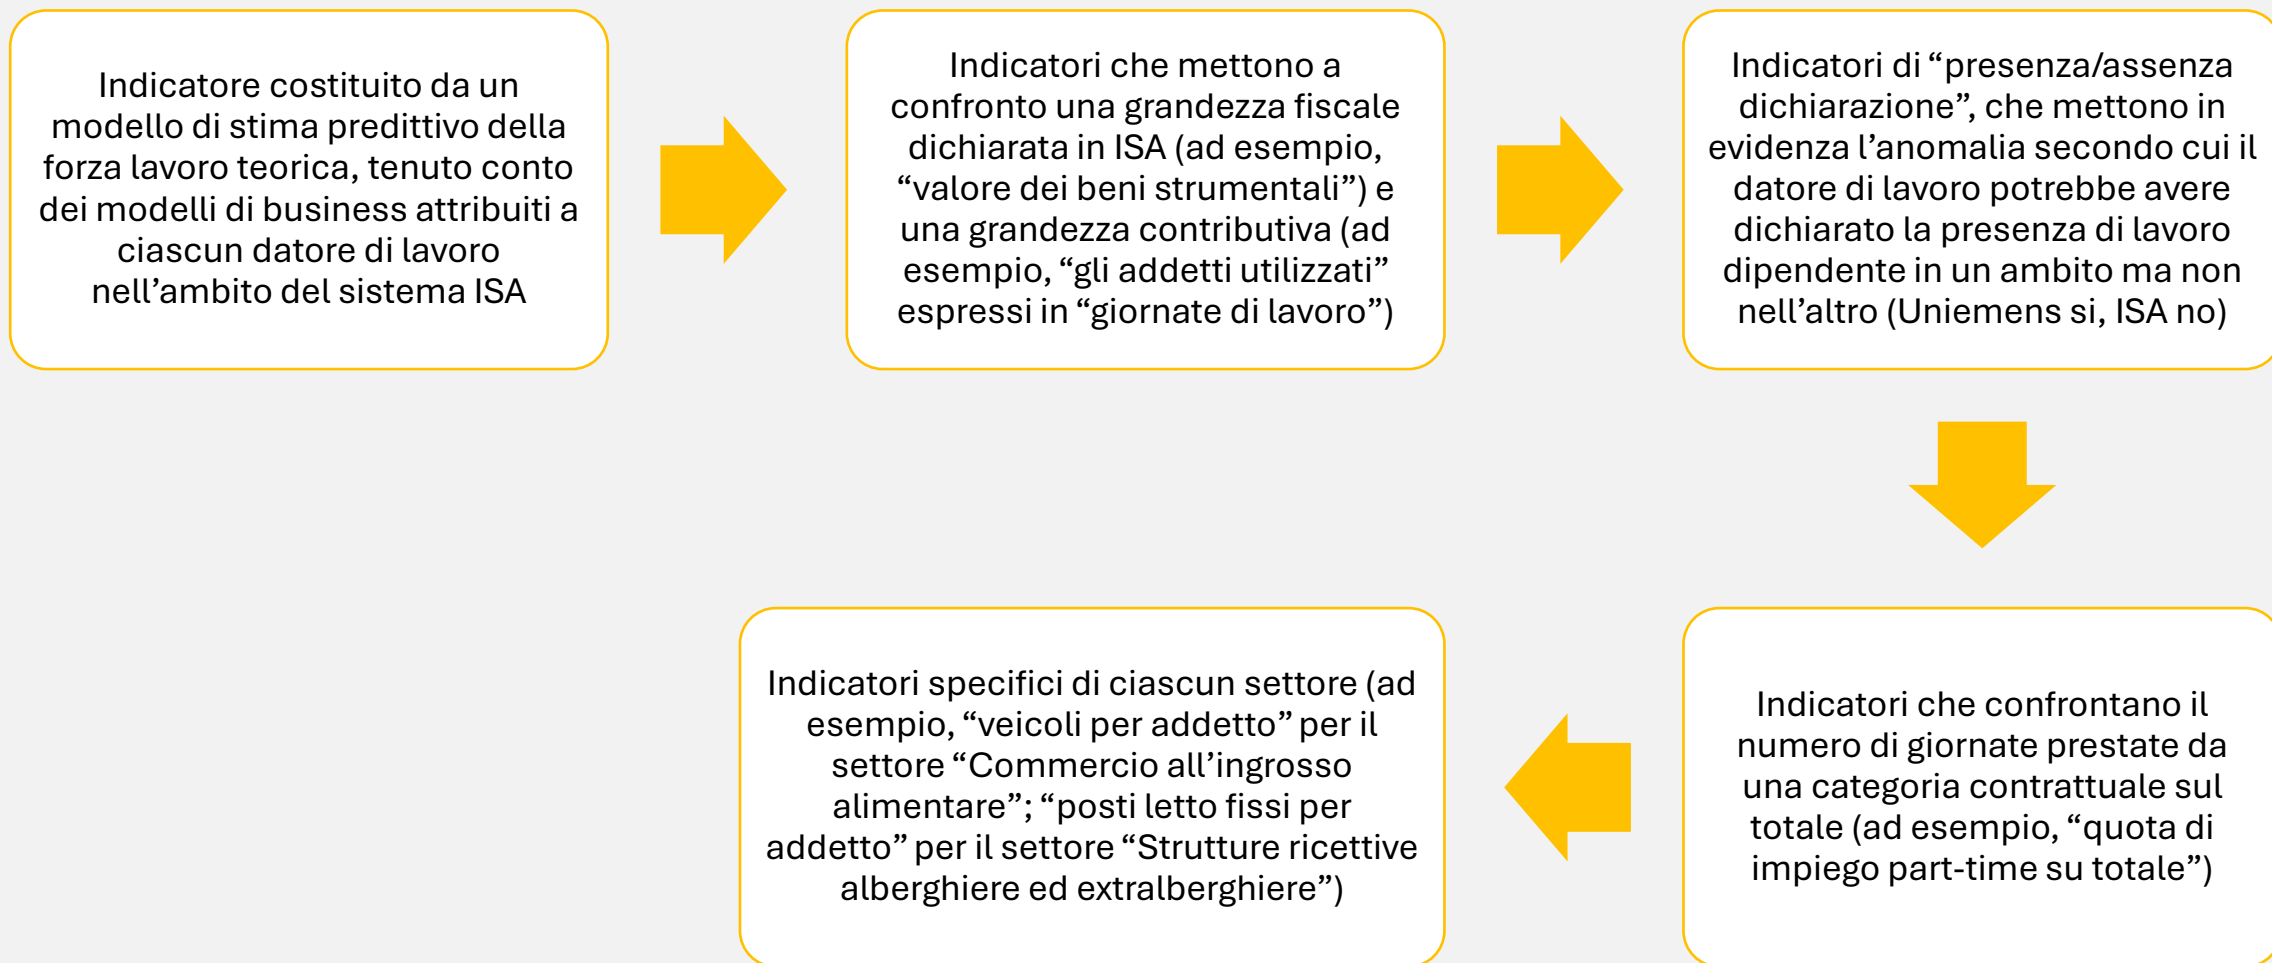 Indicatore costituito da un
modello di stima predittivo della
forza lavoro teorica, tenuto conto
dei modelli di business attribuiti a
ciascun datore di lavoro
nell’ambito del sistema ISA
Indicatori che mettono a
confronto una grandezza fiscale
dichiarata in ISA (ad esempio,
“valore dei beni strumentali”) e
una grandezza contributiva (ad
esempio, “gli addetti utilizzati”
espressi in “giornate di lavoro”)
Indicatori di “presenza/assenza
dichiarazione”, che mettono in
evidenza l’anomalia secondo cui il
datore di lavoro potrebbe avere
dichiarato la presenza di lavoro
dipendente in un ambito ma non
nell’altro (Uniemens si, ISA no)
Indicatori che confrontano il
numero di giornate prestate da
una categoria contrattuale sul
totale (ad esempio, “quota di
impiego part-time su totale”)
Indicatori specifici di ciascun settore (ad
esempio, “veicoli per addetto” per il
settore “Commercio all’ingrosso
alimentare”; “posti letto fissi per
addetto” per il settore “Strutture ricettive
alberghiere ed extralberghiere”)